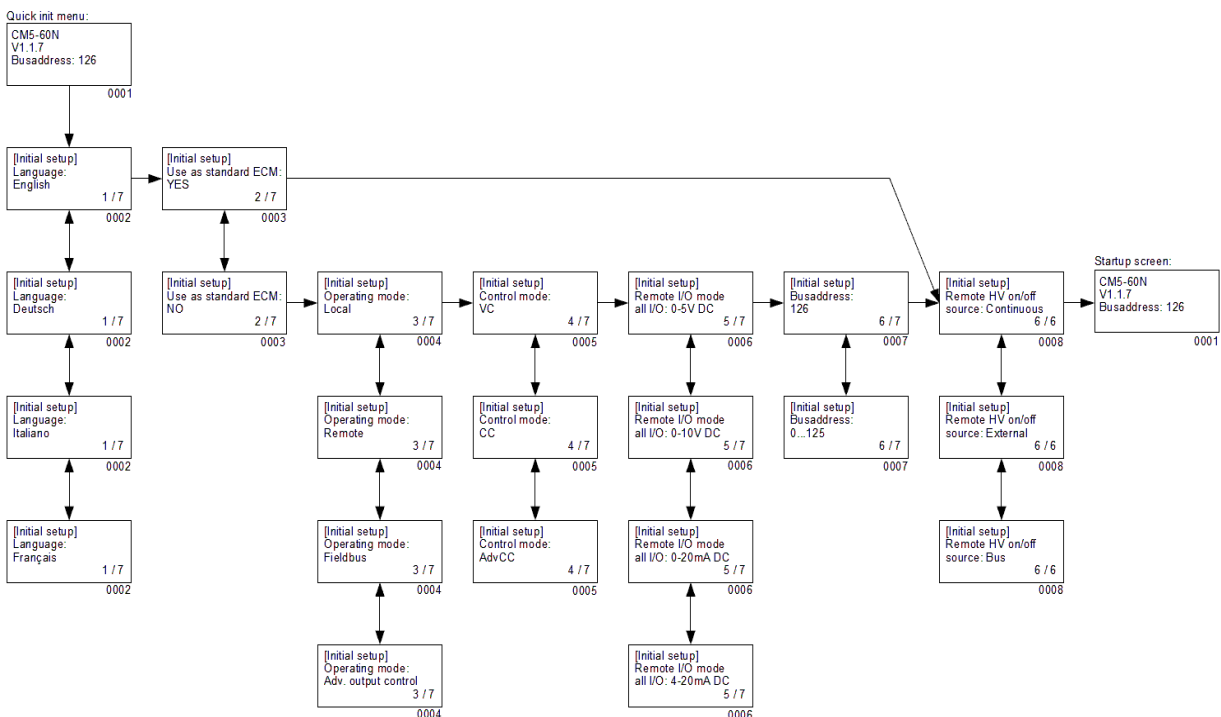 Quick init menu:
CM5-60N
V1.1.7
Busaddress: 126
0001
[Initial setup]
Language:
English
1 / 7
0002
[Initial setup]
Use as standard ECM:
YES
2 / 7
0003
[Initial setup]
Language:
Deutsch
1 / 7
0002
[Initial setup]
Use as standard ECM:
NO
2 / 7
0003
[Initial setup]
Operating mode:
Local
3 / 7
0004
[Initial setup]
Control mode:
VC
4 / 7
0005
[Initial setup]
Remote I/O mode
all I/O: 0-5V DC
5 / 7
0006
[Initial setup]
Busaddress:
126
6 / 7
0007
[Initial setup]
Remote HV on/off
source: Continuous
6 / 6
0008
Startup screen:
CM5-60N
V1.1.7
Busaddress: 126
0001
[Initial setup]
Language:
Italiano
1 / 7
0002
[Initial setup]
Operating mode:
Remote
3 / 7
0004
[Initial setup]
Control mode:
CC
4 / 7
0005
[Initial setup]
Remote I/O mode
all I/O: 0-10V DC
5 / 7
0006
[Initial setup]
Busaddress:
0...125
6 / 7
0007
[Initial setup]
Remote HV on/off
source: External
6 / 6
0008
[Initial setup]
Language:
Français
1 / 7
0002
[Initial setup]
Operating mode:
Fieldbus
3 / 7
0004
[Initial setup]
Control mode:
AdvCC
4 / 7
0005
[Initial setup]
Remote I/O mode
all I/O: 0-20mA DC
5 / 7
0006
[Initial setup]
Remote HV on/off
source: Bus
6 / 6
0008
[Initial setup]
Operating mode:
Adv. output control
3 / 7
0004
[Initial setup]
Remote I/O mode
all I/O: 4-20mA DC
5 / 7
0006